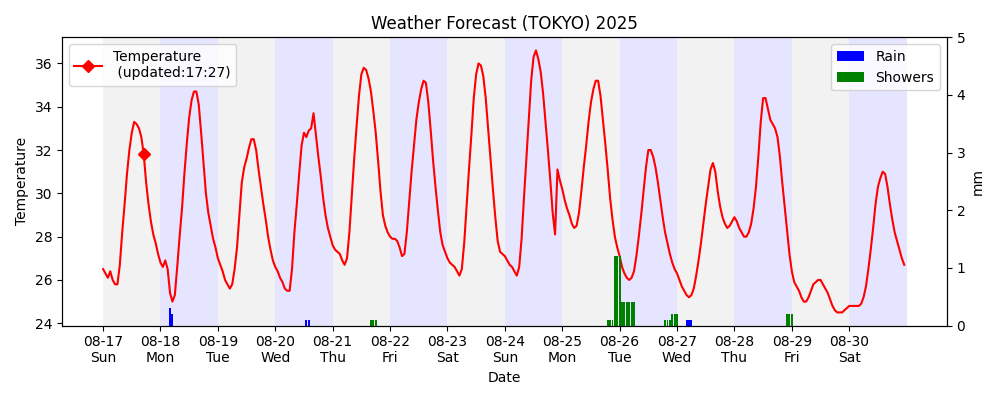 Weather Forecast (TOKYO) 2025
Temperature
(updated:17:27)
Rain
Showers
Temperature
36
34
32
30
28
26
24
5
4
3
2
1
0
mm
08-17 08-18 08-19 08-20 08-21 08-22 08-23 08-24 08-25 08-26 08-27 08-28 08-29 08-30
Sun Mon Tue Wed Thu Fri Sat Sun Mon Tue Wed Thu Fri Sat
Date